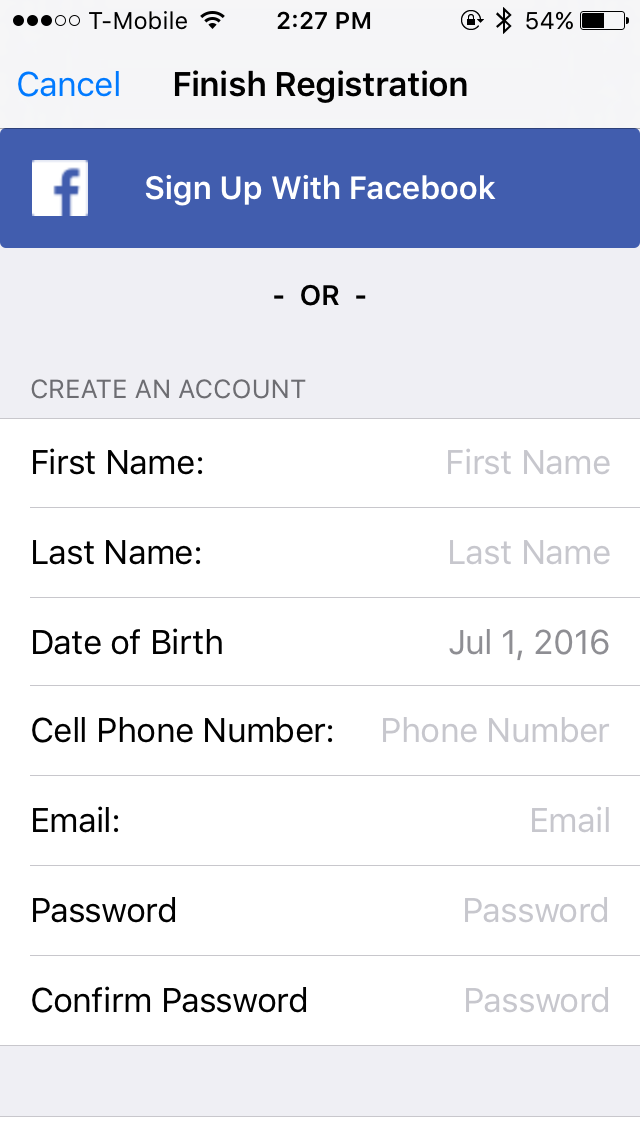 T-Mobile 2:27 PM 54%
Cancel Finish Registration
f Sign Up With Facebook
- OR -
CREATE AN ACCOUNT
First Name: First Name
Last Name: Last Name
Date of Birth Jul 1, 2016
Cell Phone Number: Phone Number
Email: Email
Password Password
Confirm Password Password